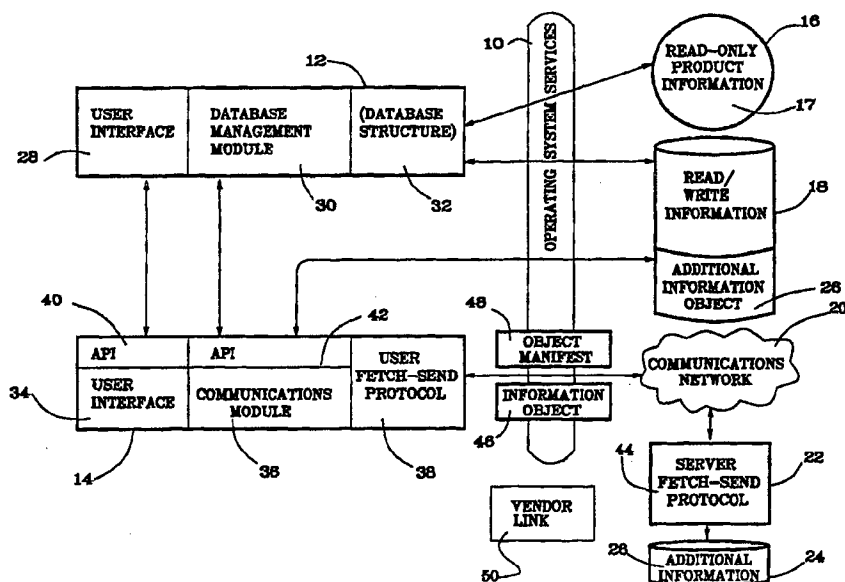 10
OPERATING SYSTEM SERVICES
16
READ-ONLY
PRODUCT
INFORMATION
17
12
USER
INTERFACE
28
DATABASE
MANAGEMENT
MODULE
30
(DATABASE
STRUCTURE)
32
READ/
WRITE
INFORMATION
18
ADDITIONAL
INFORMATION
OBJECT
26
20
40
API
API
42
USER
FETCH-SEND
PROTOCOL
38
34
USER
INTERFACE
14
COMMUNICATIONS
MODULE
36
48
OBJECT
MANIFEST
INFORMATION
OBJECT
46
COMMUNICATIONS
NETWORK
44
SERVER
FETCH-SEND
PROTOCOL
22
VENDOR
LINK
50
26
ADDITIONAL
INFORMATION
24